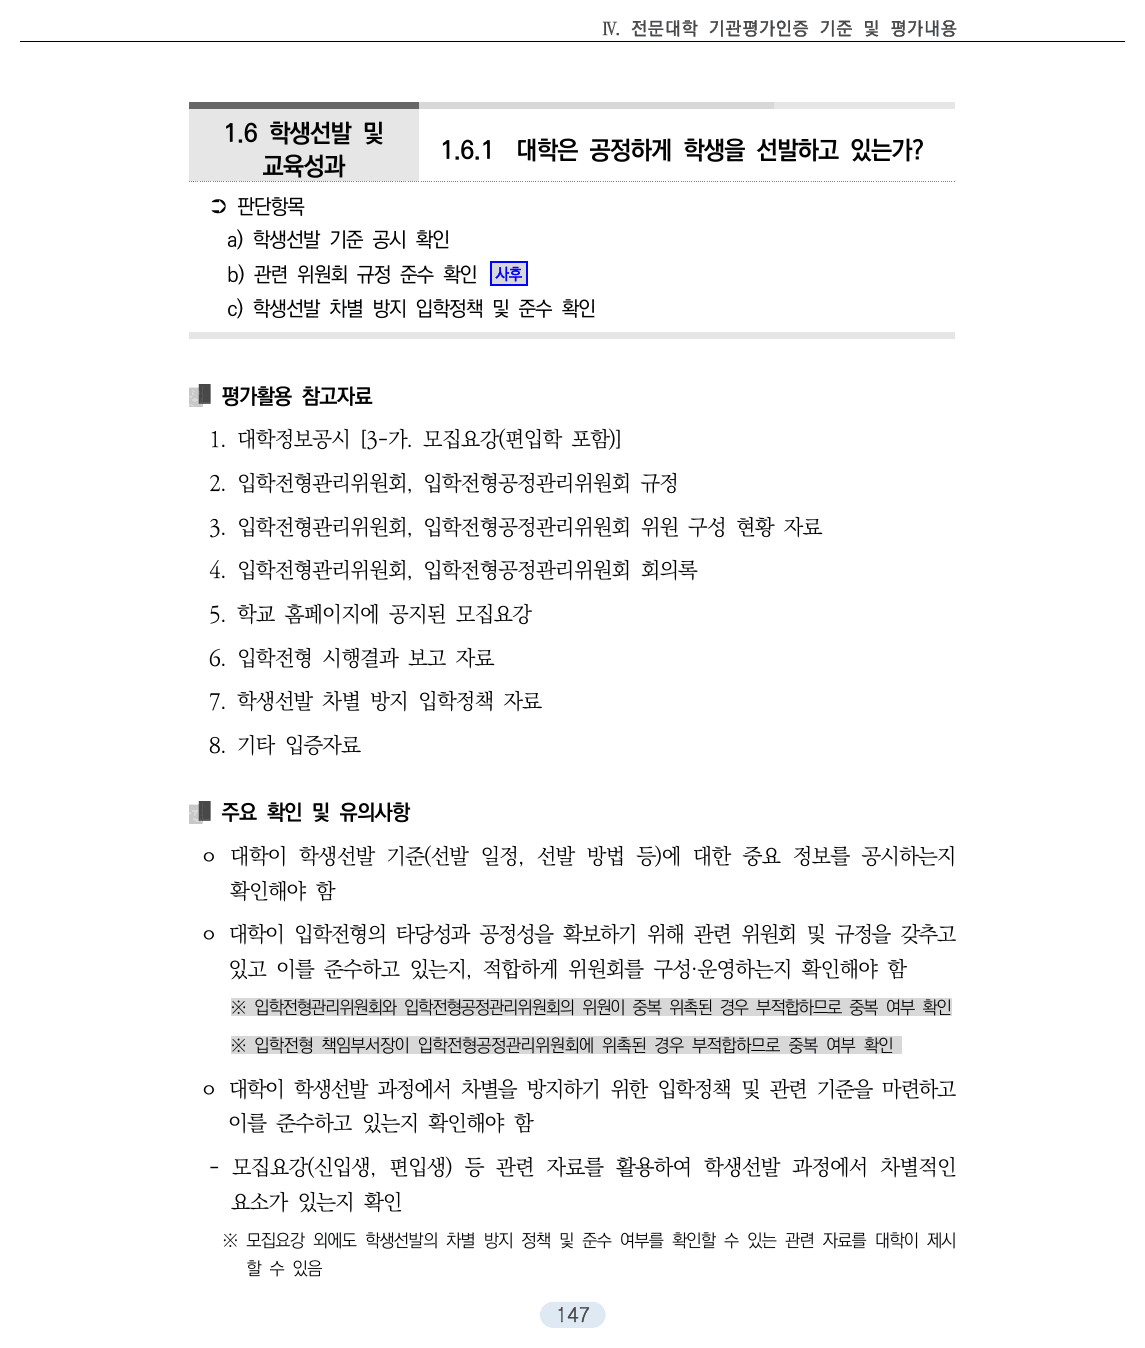 Ⅳ. 전문대학 기관평가인증 기준 및 평가내용
1.6 학생선발 및
교육성과
1.6.1 대학은 공정하게 학생을 선발하고 있는가?
➲ 판단항목
a) 학생선발 기준 공시 확인
b) 관련 위원회 규정 준수 확인 사후
c) 학생선발 차별 방지 입학정책 및 준수 확인
평가활용 참고자료
1. 대학정보공시 [3-가. 모집요강(편입학 포함)]
2. 입학전형관리위원회, 입학전형공정관리위원회 규정
3. 입학전형관리위원회, 입학전형공정관리위원회 위원 구성 현황 자료
4. 입학전형관리위원회, 입학전형공정관리위원회 회의록
5. 학교 홈페이지에 공지된 모집요강
6. 입학전형 시행결과 보고 자료
7. 학생선발 차별 방지 입학정책 자료
8. 기타 입증자료
주요 확인 및 유의사항
ㅇ 대학이 학생선발 기준(선발 일정, 선발 방법 등)에 대한 중요 정보를 공시하는지
확인해야 함
ㅇ 대학이 입학전형의 타당성과 공정성을 확보하기 위해 관련 위원회 및 규정을 갖추고
있고 이를 준수하고 있는지, 적합하게 위원회를 구성·운영하는지 확인해야 함
※ 입학전형관리위원회와 입학전형공정관리위원회의 위원이 중복 위촉된 경우 부적합하므로 중복 여부 확인
※ 입학전형 책임부서장이 입학전형공정관리위원회에 위촉된 경우 부적합하므로 중복 여부 확인
ㅇ 대학이 학생선발 과정에서 차별을 방지하기 위한 입학정책 및 관련 기준을 마련하고
이를 준수하고 있는지 확인해야 함
- 모집요강(신입생, 편입생) 등 관련 자료를 활용하여 학생선발 과정에서 차별적인
요소가 있는지 확인
※ 모집요강 외에도 학생선발의 차별 방지 정책 및 준수 여부를 확인할 수 있는 관련 자료를 대학이 제시
할 수 있음
147